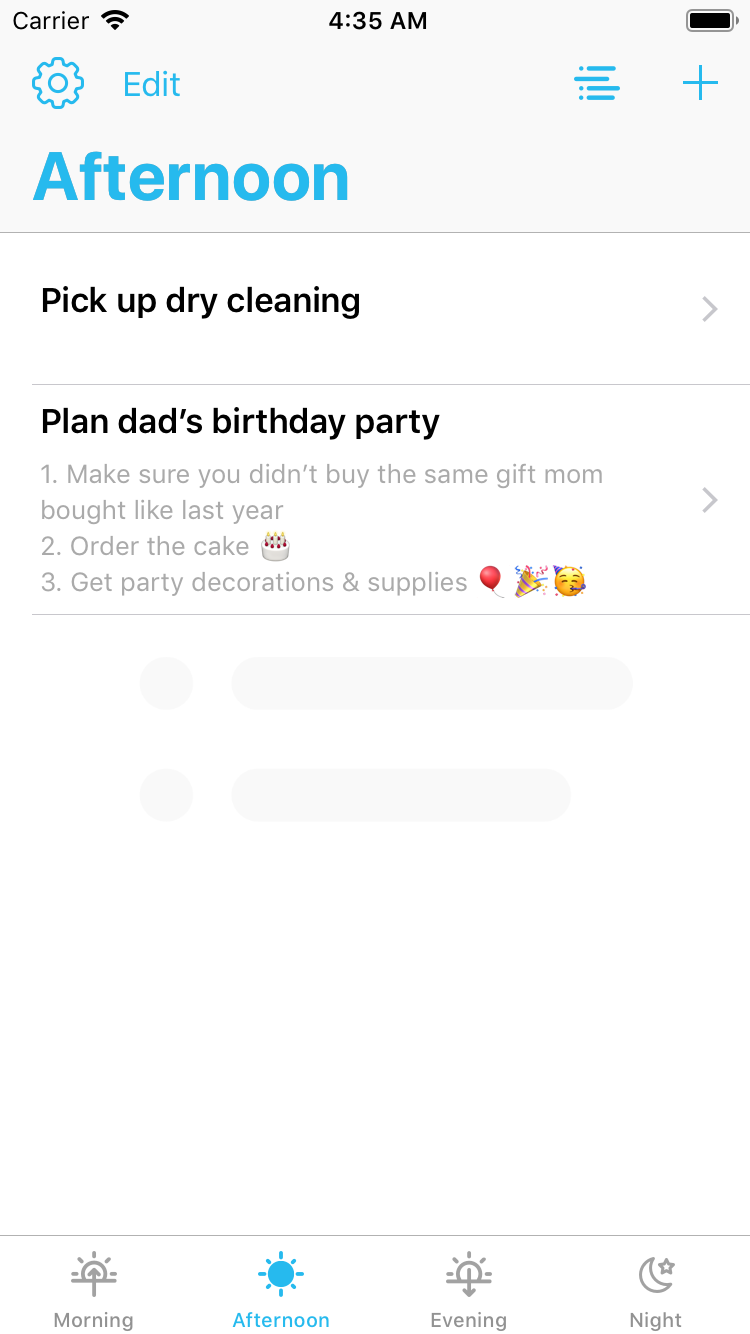 Carrier 4:35 AM
Edit
Afternoon
Pick up dry cleaning
Plan dad’s birthday party
1. Make sure you didn’t buy the same gift mom
bought like last year
2. Order the cake 🎂
3. Get party decorations & supplies 🎈🎉🥳
Morning Afternoon Evening Night